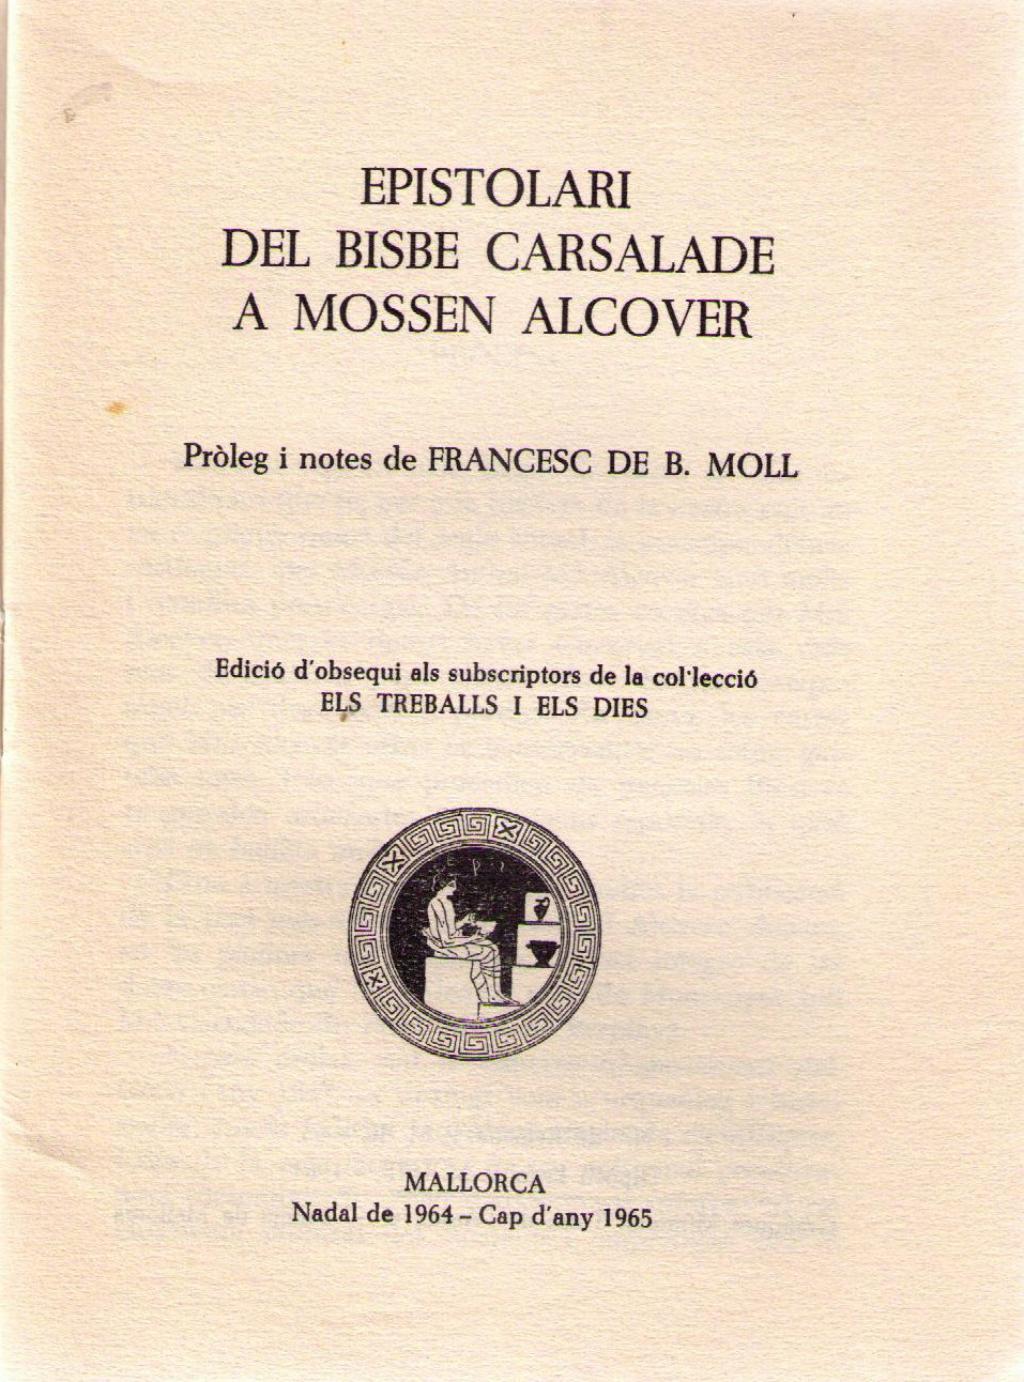 EPISTOLARI
DEL BISBE CARSALADE
A MOSSEN ALCOVER
Pròleg i notes de FRANCESC DE B. MOLL
Edició d'obsequi als subscriptors de la col·lecció
ELS TREBALLS I ELS DIES
MALLORCA
Nadal de 1964 – Cap d'any 1965